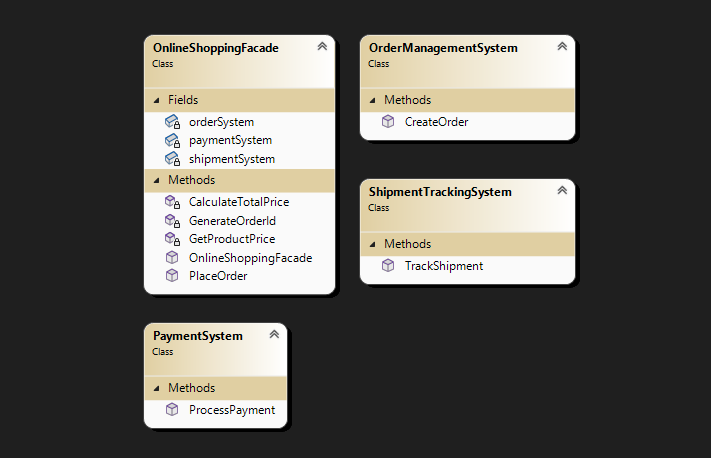 OnlineShoppingFacade
Class
Fields
orderSystem
paymentSystem
shipmentSystem
Methods
CalculateTotalPrice
GenerateOrderId
GetProductPrice
OnlineShoppingFacade
PlaceOrder
OrderManagementSystem
Class
Methods
CreateOrder
ShipmentTrackingSystem
Class
Methods
TrackShipment
PaymentSystem
Class
Methods
ProcessPayment